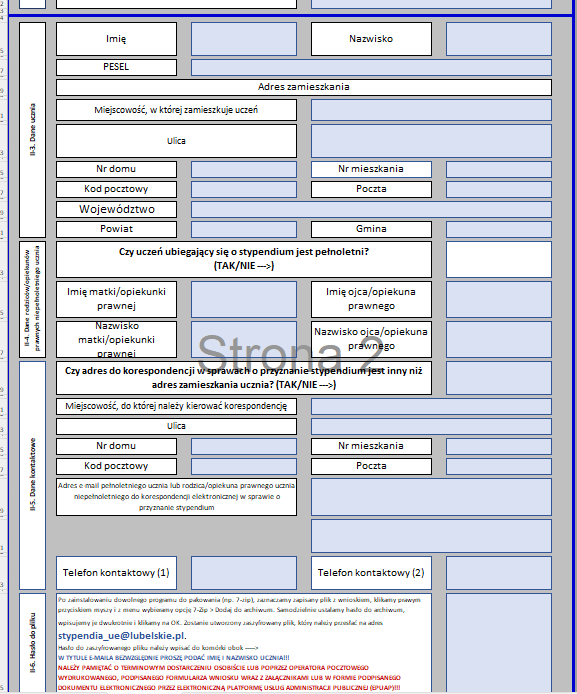 II-3. Dane ucznia
Imię
Nazwisko
PESEL
Adres zamieszkania
Miejscowość, w której zamieszkuje uczeń
Ulica
Nr domu
Nr mieszkania
Kod pocztowy
Poczta
Województwo
Powiat
Gmina
II-4. Dane rodziców/opiekunów
prawnych niepełnoletniego ucznia
Czy uczeń ubiegający się o stypendium jest pełnoletni?
(TAK/NIE --->)
Imię matki/opiekunki
prawnej
Imię ojca/opiekuna
prawnego
Nazwisko
matki/opiekunki
prawnej
Nazwisko ojca/opiekuna
prawnego
Strona 2
II-5. Dane kontaktowe
Czy adres do korespondencji w sprawach o przyznanie stypendium jest inny niż
adres zamieszkania ucznia? (TAK/NIE --->)
Miejscowość, do której należy kierować korespondencję
Ulica
Nr domu
Nr mieszkania
Kod pocztowy
Poczta
Adres e-mail pełnoletniego ucznia lub rodzica/opiekuna prawnego ucznia
niepełnoletniego do korespondencji elektronicznej w sprawie o
przyznanie stypendium
Telefon kontaktowy (1)
Telefon kontaktowy (2)
II-6. Hasło do pliku
Po zainstalowaniu dowolnego programu do pakowania (np. 7-zip), zaznaczamy zapisany plik z wnioskiem, klikamy prawym
przyciskiem myszy i z menu wybieramy opcję 7-Zip > Dodaj do archiwum. Samodzielnie ustalamy hasło do archiwum,
wpisujemy je dwukrotnie i klikamy na OK. Zostanie utworzony zaszyfrowany plik, który należy przesłać na adres
stypendia_ue@lubelskie.pl.
Hasło do zaszyfrowanego pliku należy wpisać do komórki obok ---->
W TYTULE E-MAILA BEZWZGLĘDNIE PROSZĘ PODAĆ IMIĘ I NAZWISKO UCZNIA!!!
NALEŻY PAMIĘTAĆ O TERMINOWYM DOSTARCZENIU OSOBIŚCIE LUB POPRZEZ OPERATORA POCZTOWEGO
WYDRUKOWANEGO, PODPISANEGO FORMULARZA WNIOSKU WRAZ Z ZAŁĄCZNIKAMI LUB W FORMIE PODPISANEGO
DOKUMENTU ELEKTRONICZNEGO PRZEZ ELEKTRONICZNĄ PLATFORMĘ USŁUG ADMINISTRACJI PUBLICZNEJ (EPUAP)!!!